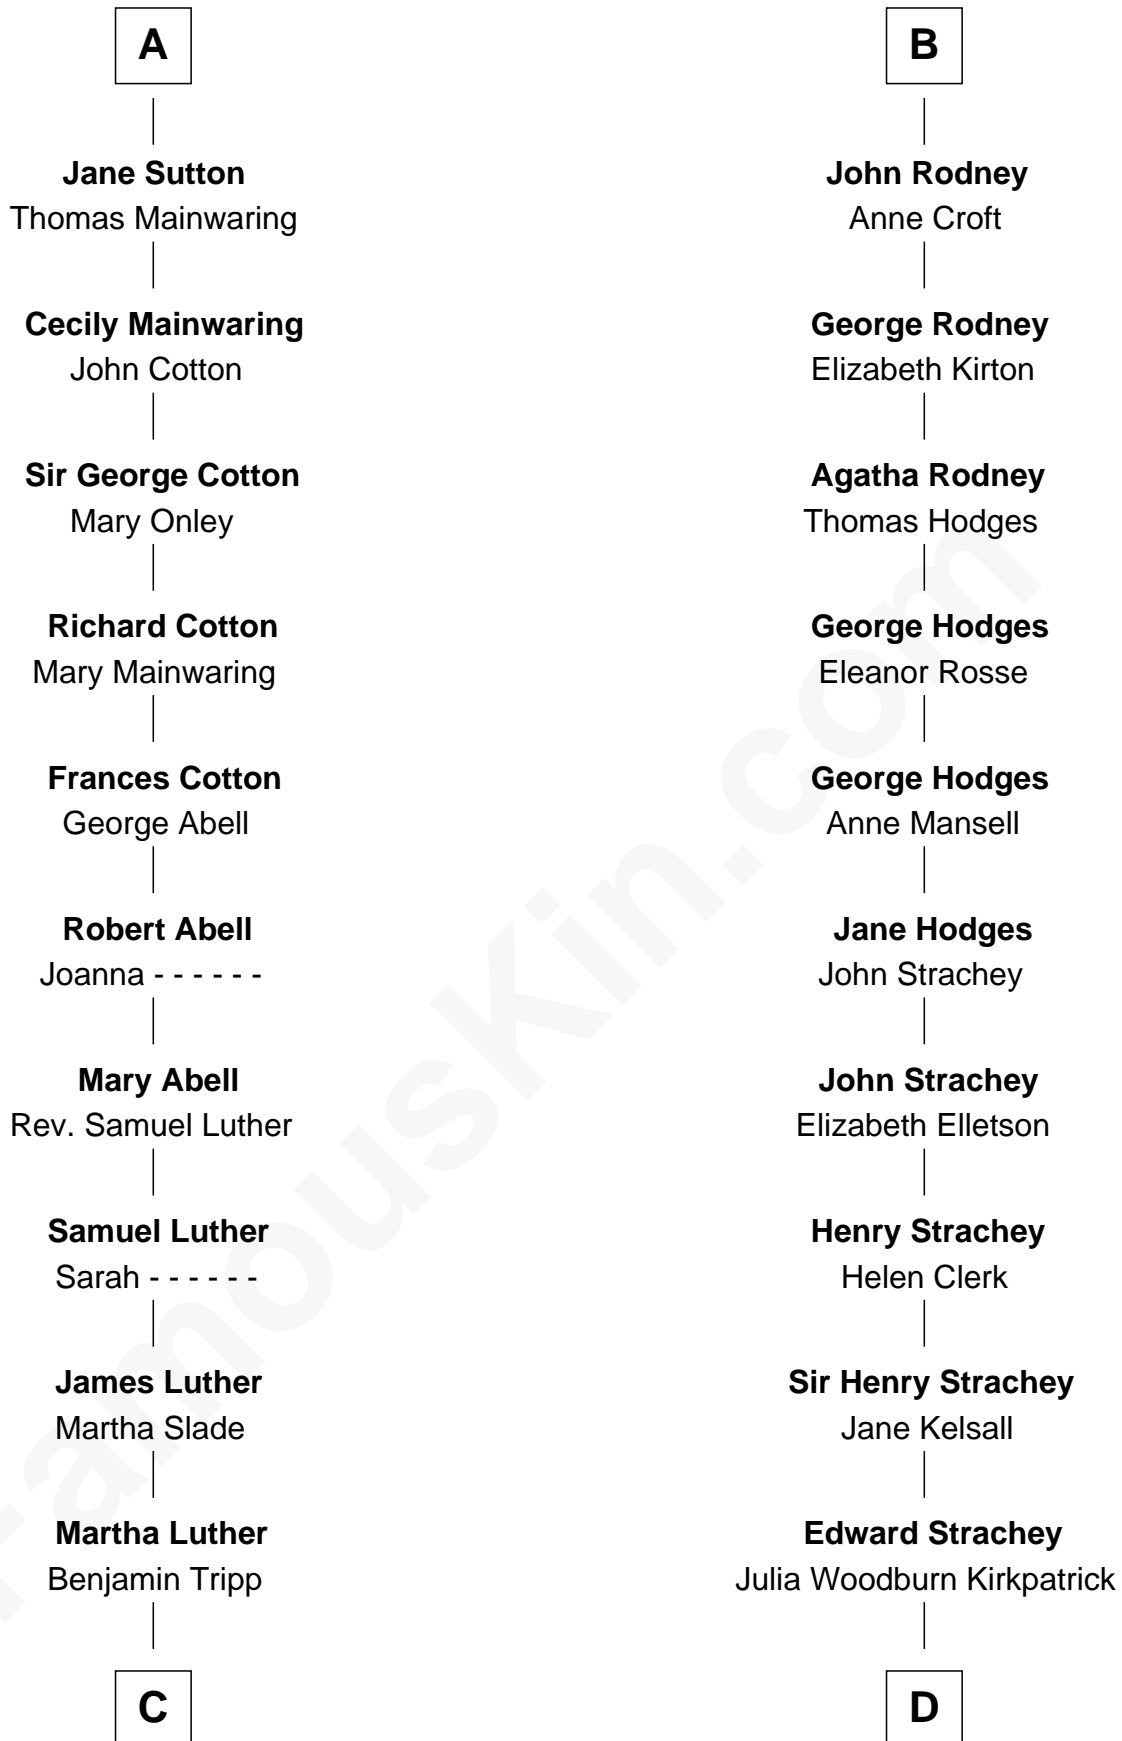 A
Jane Sutton
Thomas Mainwaring
Cecily Mainwaring
John Cotton
Sir George Cotton
Mary Onley
Richard Cotton
Mary Mainwaring
Frances Cotton
George Abell
Robert Abell
Joanna - - - - - -
Mary Abell
Rev. Samuel Luther
Samuel Luther
Sarah - - - - - -
James Luther
Martha Slade
Martha Luther
Benjamin Tripp
C
B
John Rodney
Anne Croft
George Rodney
Elizabeth Kirton
Agatha Rodney
Thomas Hodges
George Hodges
Eleanor Rosse
George Hodges
Anne Mansell
Jane Hodges
John Strachey
John Strachey
Elizabeth Elletson
Henry Strachey
Helen Clerk
Sir Henry Strachey
Jane Kelsall
Edward Strachey
Julia Woodburn Kirkpatrick
D
FamousKin.com